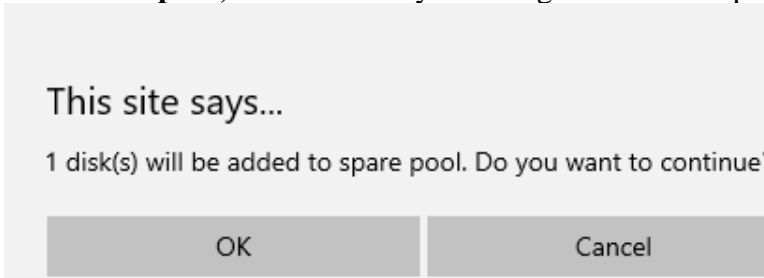 This site says...
1 disk(s) will be added to spare pool. Do you want to continue?
OK
Cancel